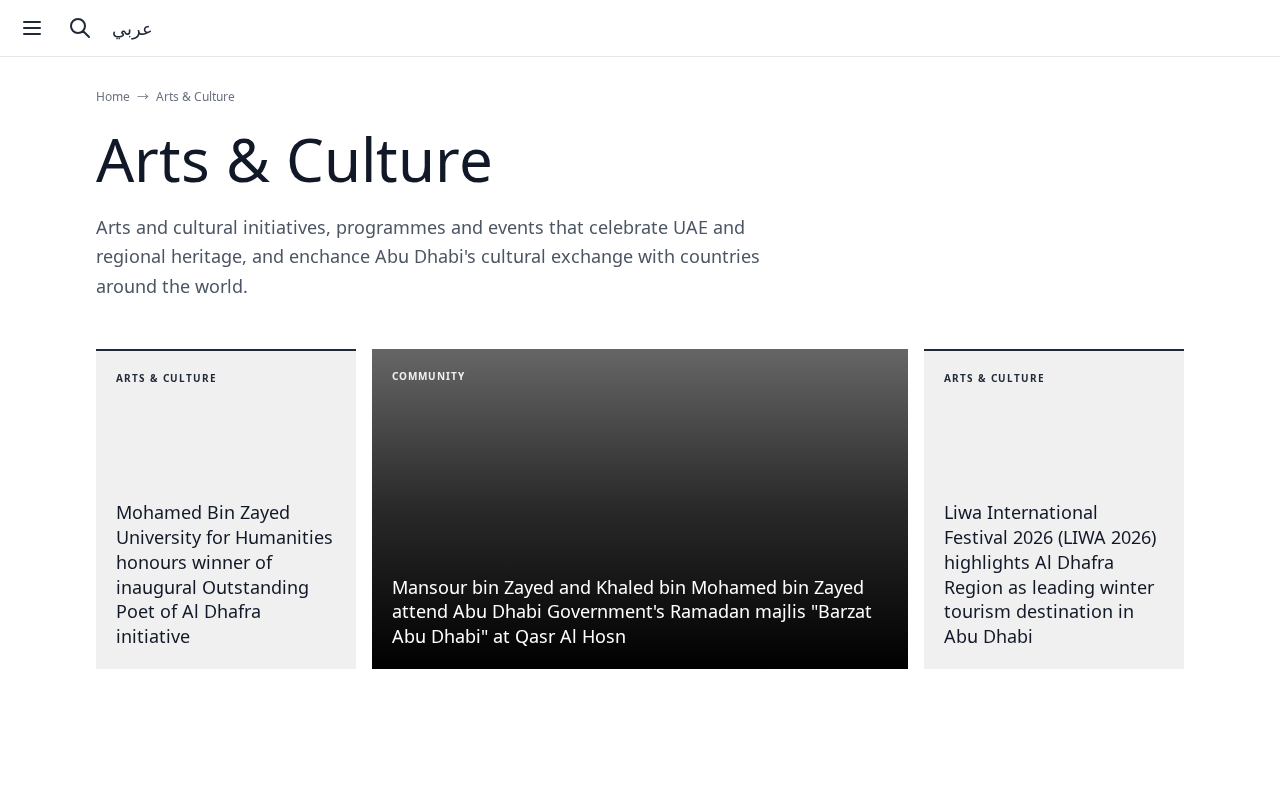 عربي
Home → Arts & Culture
Arts & Culture
Arts and cultural initiatives, programmes and events that celebrate UAE and
regional heritage, and enchance Abu Dhabi's cultural exchange with countries
around the world.
ARTS & CULTURE
Mohamed Bin Zayed
University for Humanities
honours winner of
inaugural Outstanding
Poet of Al Dhafra
initiative
COMMUNITY
Mansour bin Zayed and Khaled bin Mohamed bin Zayed
attend Abu Dhabi Government's Ramadan majlis "Barzat
Abu Dhabi" at Qasr Al Hosn
ARTS & CULTURE
Liwa International
Festival 2026 (LIWA 2026)
highlights Al Dhafra
Region as leading winter
tourism destination in
Abu Dhabi